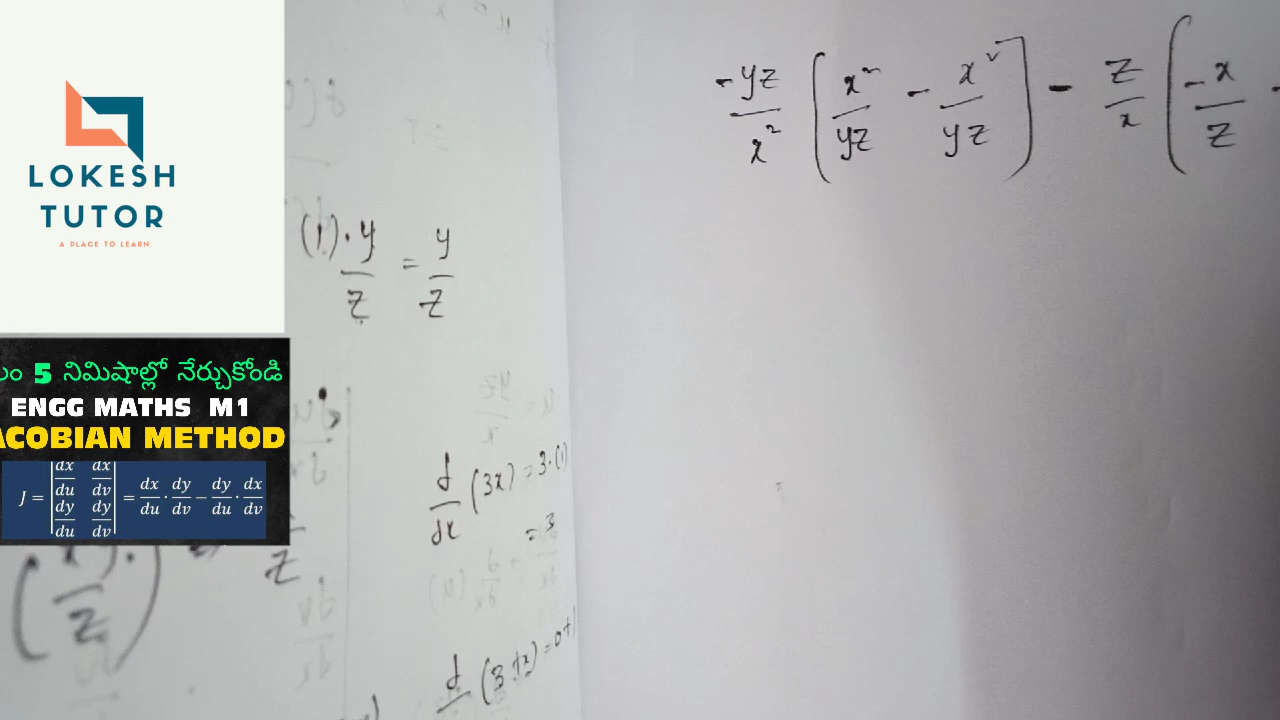 LOKESH
TUTOR
A PLACE TO LEARN
5 నిమిషాల్లో నేర్చుకోండి
ENGG MATHS M1
ACOBIAN METHOD
J = |dx/du dx/dv; dy/du dy/dv| = dx/du · dy/dv − dy/du · dx/dv
-yz/x² (x²/yz - x²/yz) - z/x (-x/z
(1)·y/z = y/z
d/dx (3x) = 3·(1)
= 3
(3+x) = 0+1